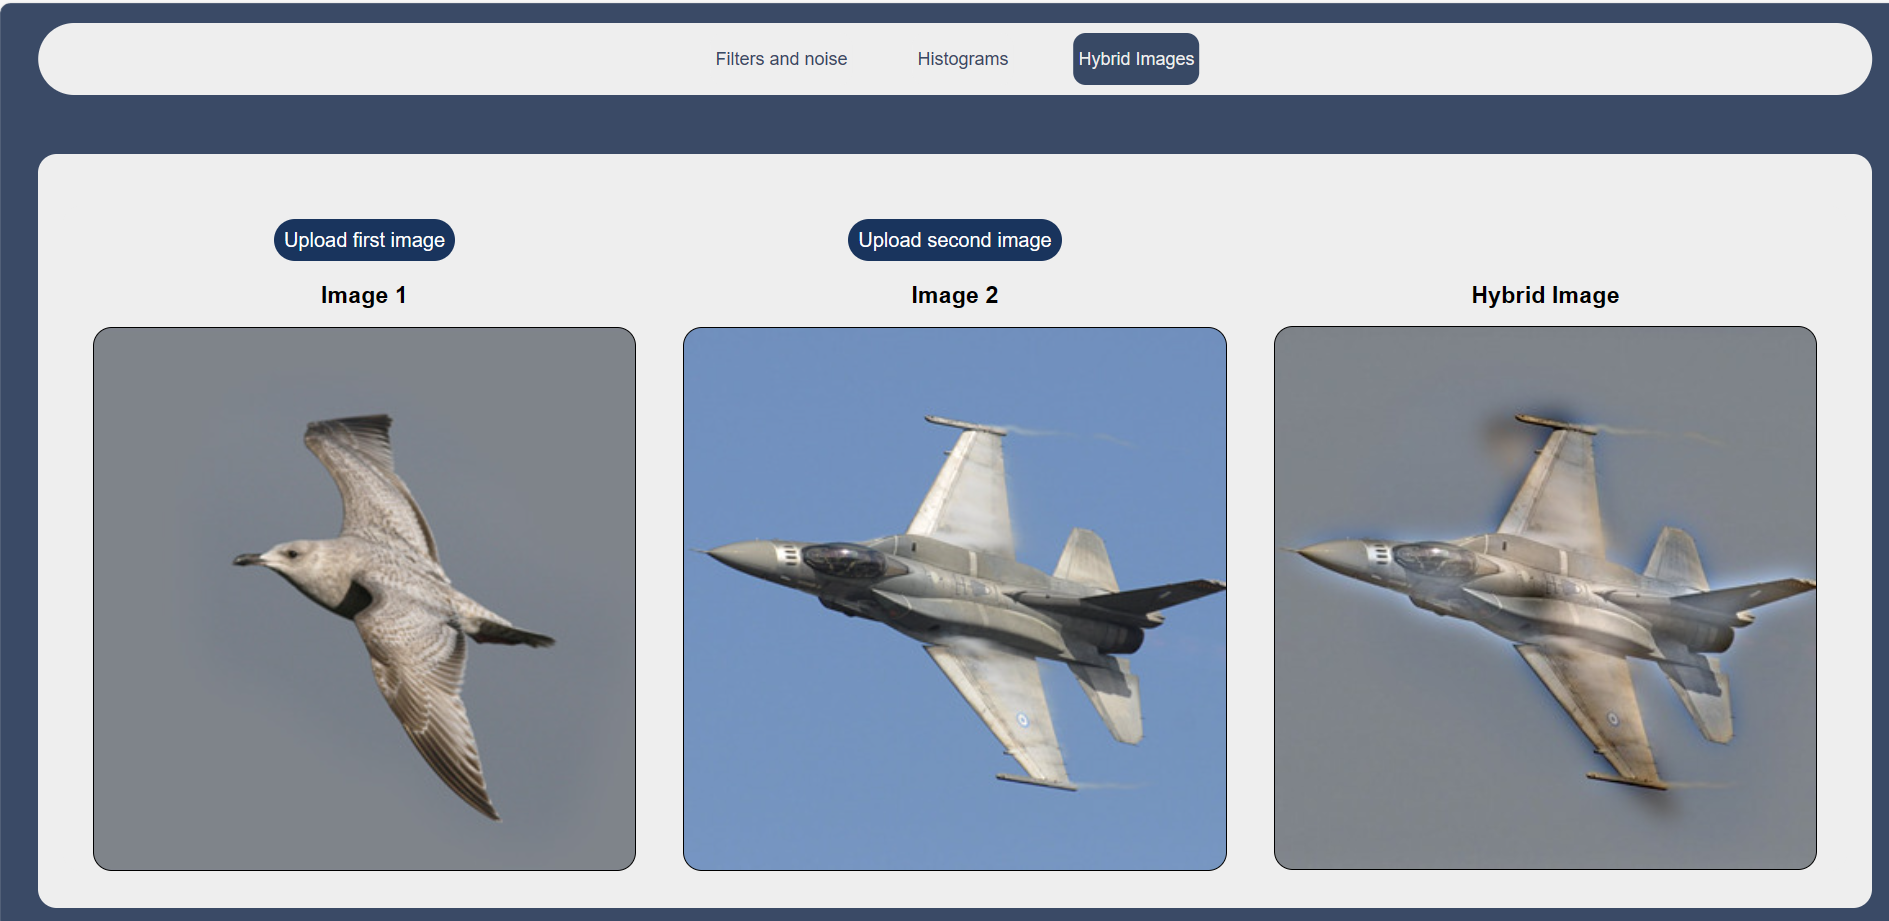 Filters and noise
Histograms
Hybrid Images
Upload first image
Upload second image
Image 1
Image 2
Hybrid Image